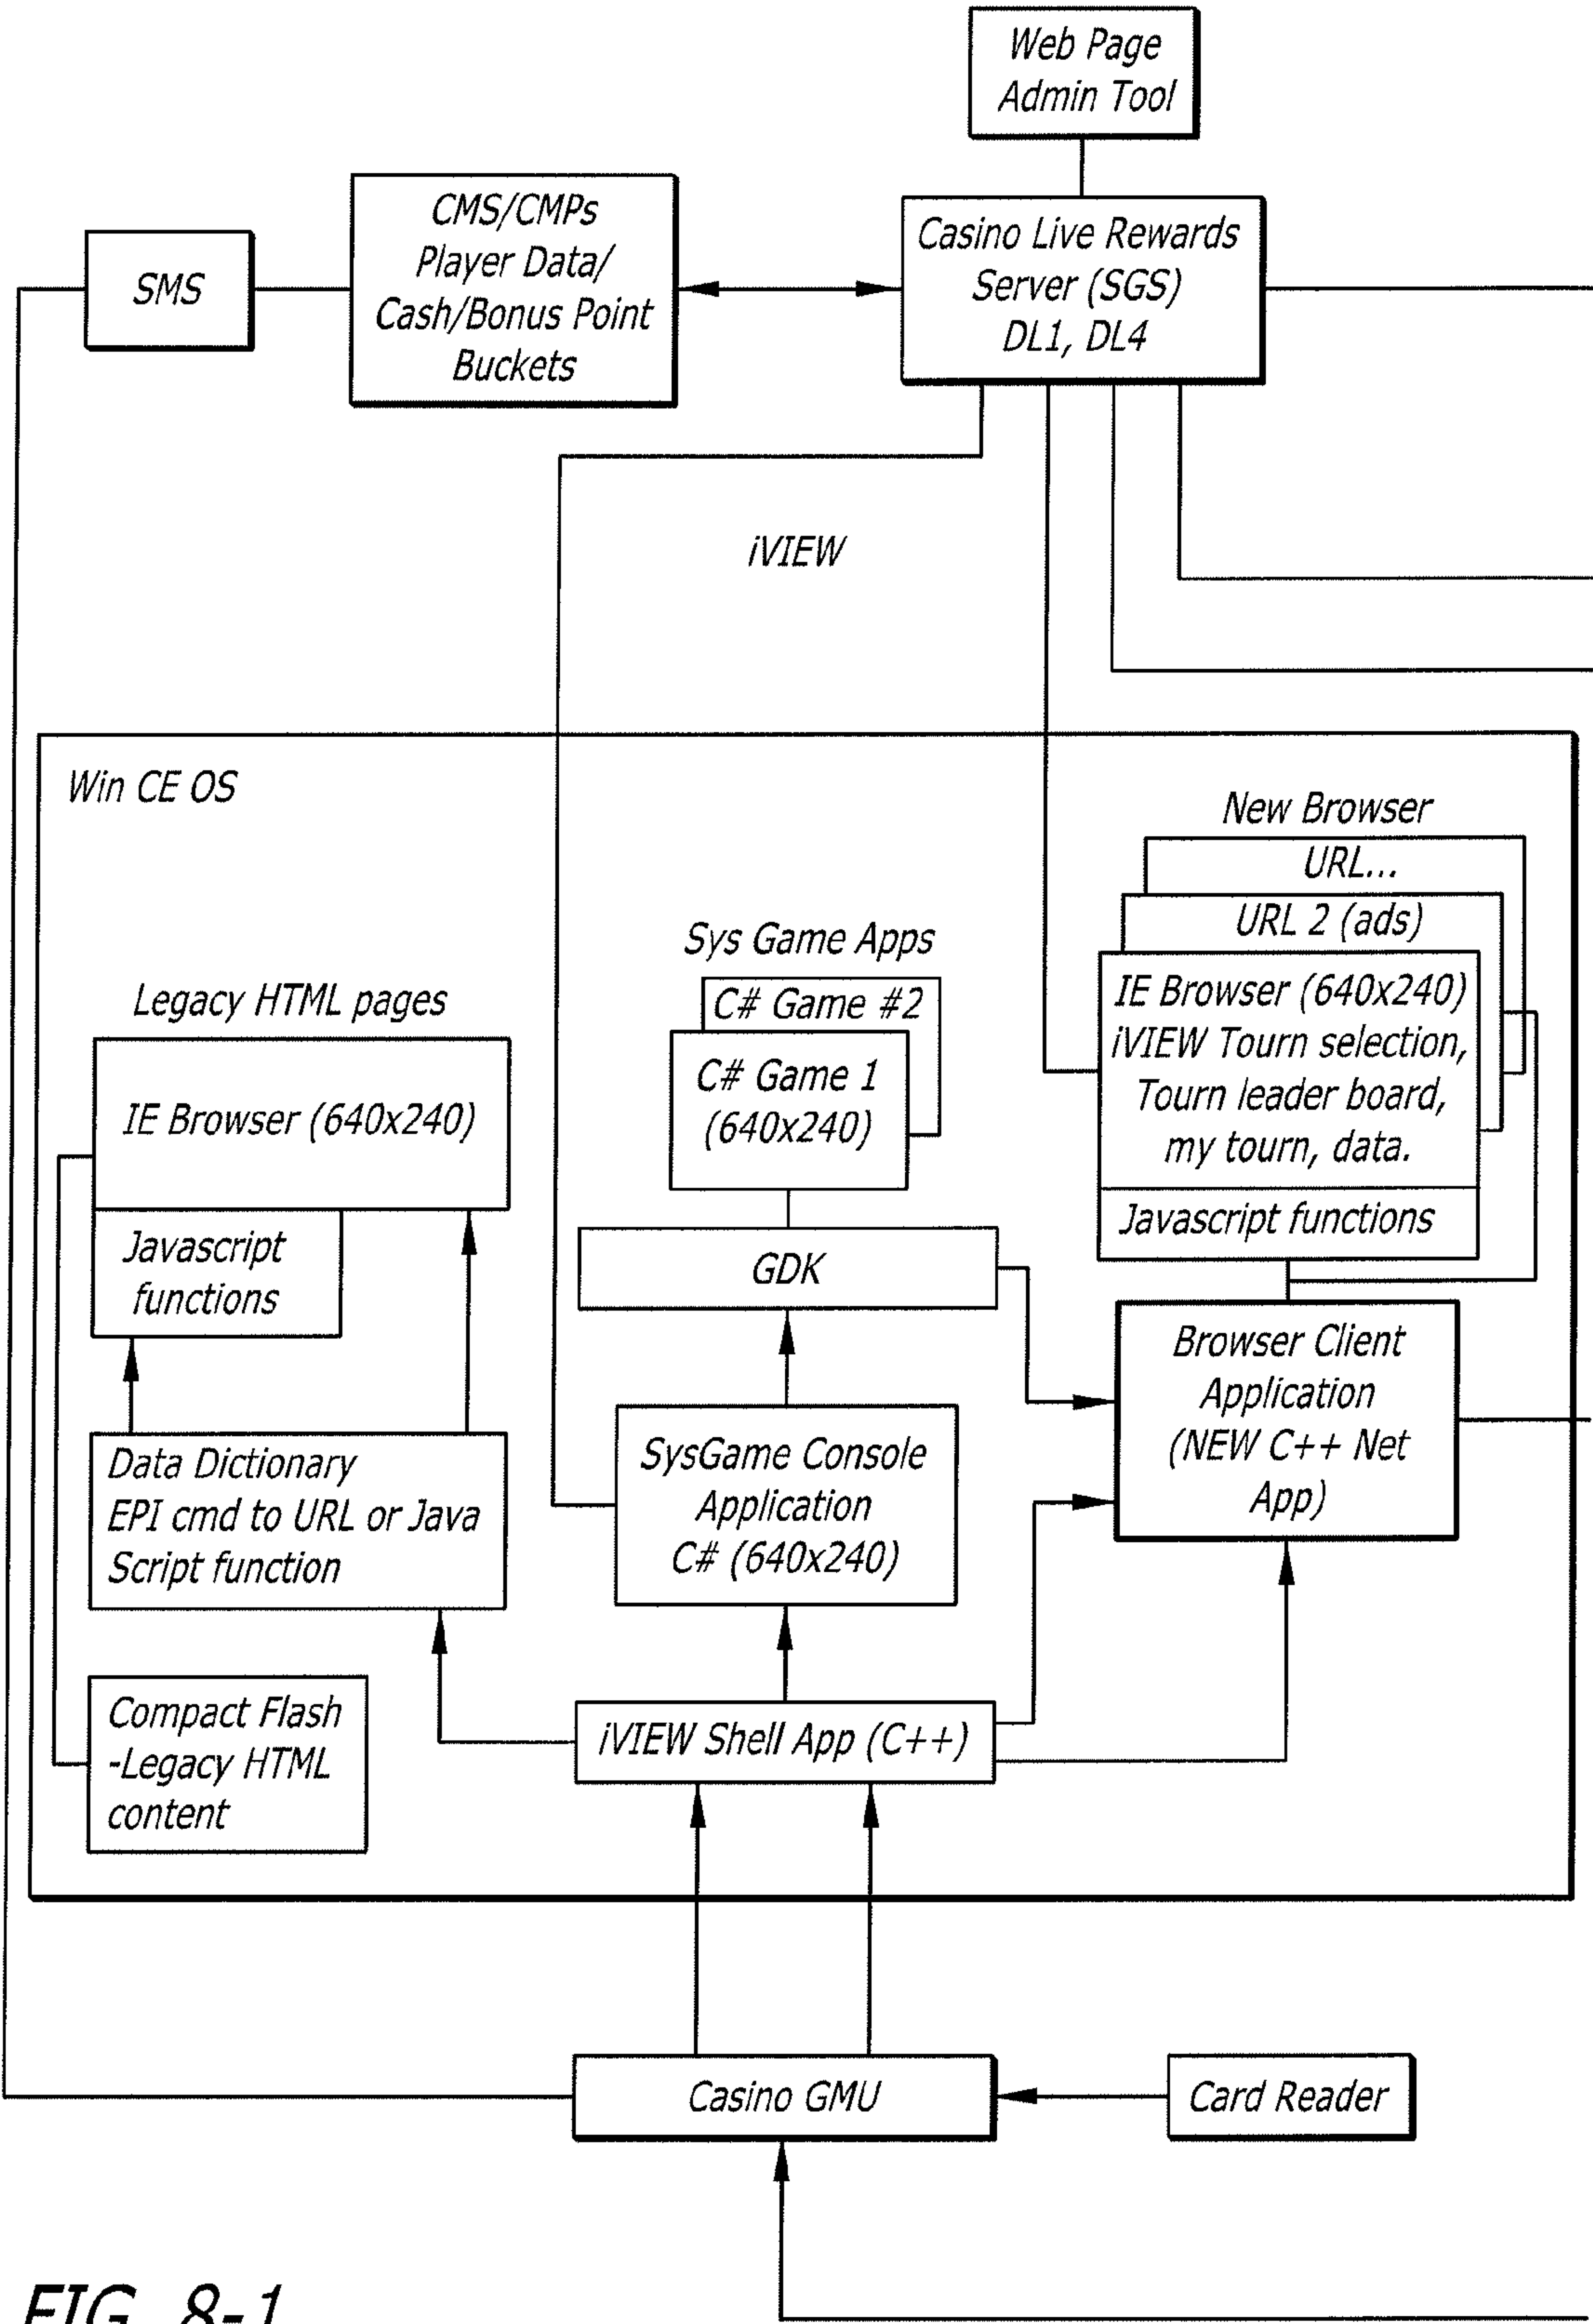 Web Page
Admin Tool
CMS/CMPs
Player Data/
Cash/Bonus Point
Buckets
Casino Live Rewards
Server (SGS)
DL1, DL4
SMS
iVIEW
Win CE OS
New Browser
URL...
URL 2 (ads)
IE Browser (640x240)
iVIEW Tourn selection,
Tourn leader board,
my tourn, data.
Javascript functions
Sys Game Apps
C# Game #2
C# Game 1
(640x240)
Legacy HTML pages
IE Browser (640x240)
Javascript
functions
GDK
Browser Client
Application
(NEW C++ Net
App)
Data Dictionary
EPI cmd to URL or Java
Script function
SysGame Console
Application
C# (640x240)
Compact Flash
-Legacy HTML
content
iVIEW Shell App (C++)
Casino GMU
Card Reader
FIG. 8-1